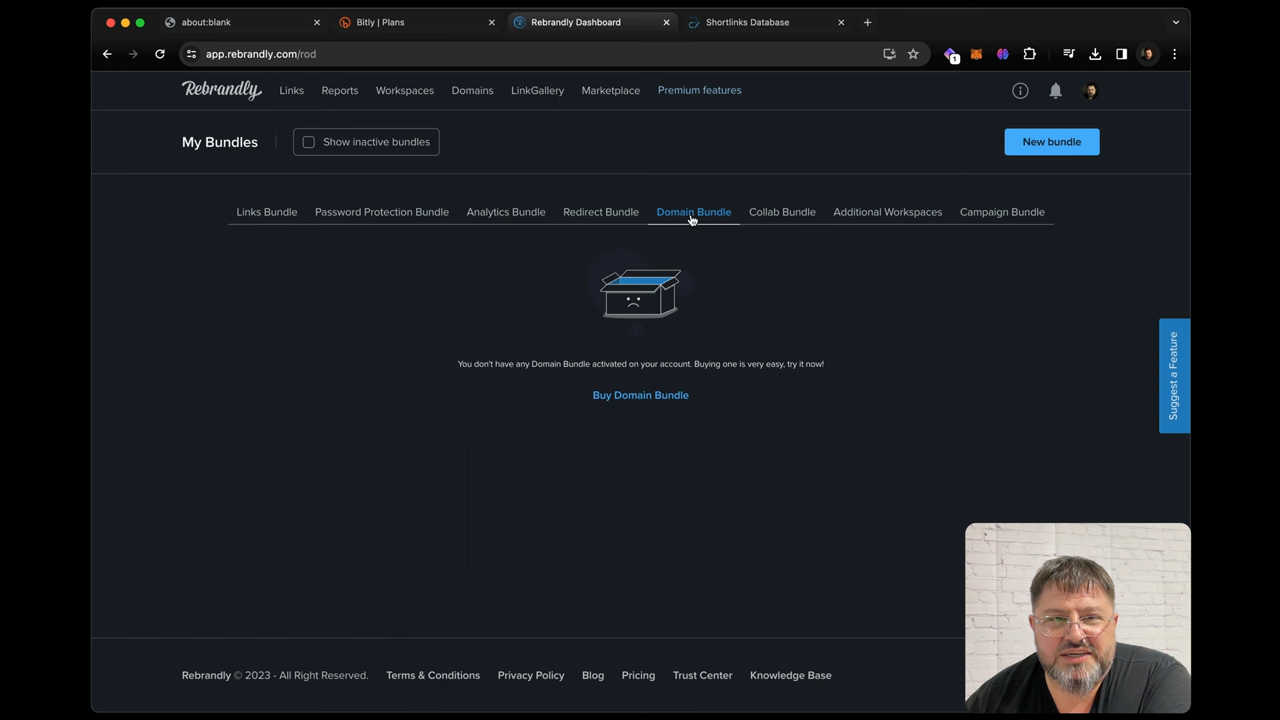 about:blank
Bitly | Plans
Rebrandly Dashboard
Shortlinks Database
app.rebrandly.com/rod
1
Rebrandly
Links
Reports
Workspaces
Domains
LinkGallery
Marketplace
Premium features
My Bundles
Show inactive bundles
New bundle
Links Bundle
Password Protection Bundle
Analytics Bundle
Redirect Bundle
Domain Bundle
Collab Bundle
Additional Workspaces
Campaign Bundle
You don't have any Domain Bundle activated on your account. Buying one is very easy, try it now!
Buy Domain Bundle
Suggest a Feature
Rebrandly © 2023 - All Right Reserved.
Terms & Conditions
Privacy Policy
Blog
Pricing
Trust Center
Knowledge Base